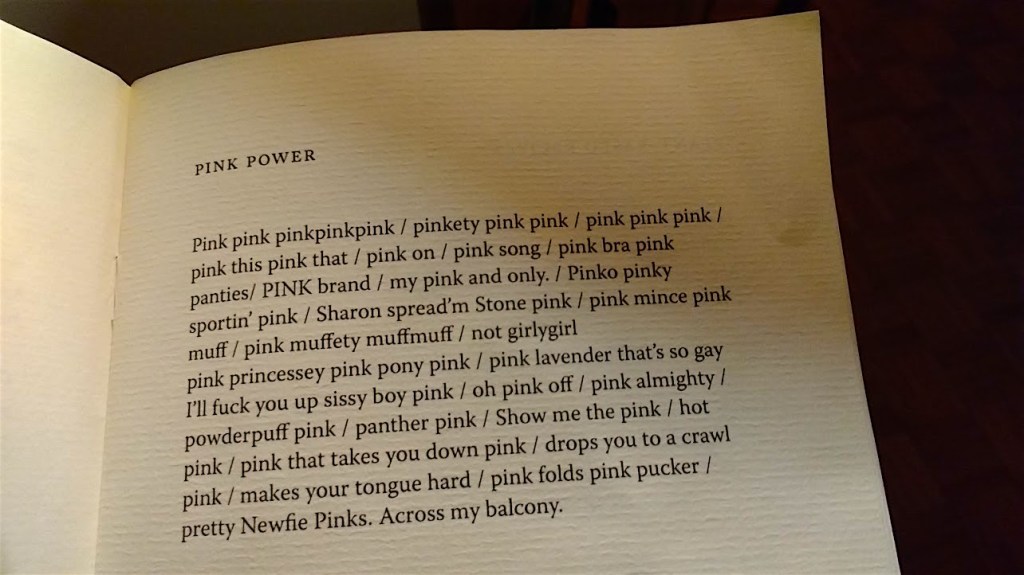 PINK POWER
Pink pink pinkpinkpink / pinkety pink pink / pink pink pink /
pink this pink that / pink on / pink song / pink bra pink
panties/ PINK brand / my pink and only. / Pinko pinky
sportin’ pink / Sharon spread’m Stone pink / pink mince pink
muff / pink muffety muffmuff / not girlygirl
pink princessey pink pony pink / pink lavender that’s so gay
I’ll fuck you up sissy boy pink / oh pink off / pink almighty /
powderpuff pink / panther pink / Show me the pink / hot
pink / pink that takes you down pink / drops you to a crawl
pink / makes your tongue hard / pink folds pink pucker /
pretty Newfie Pinks. Across my balcony.